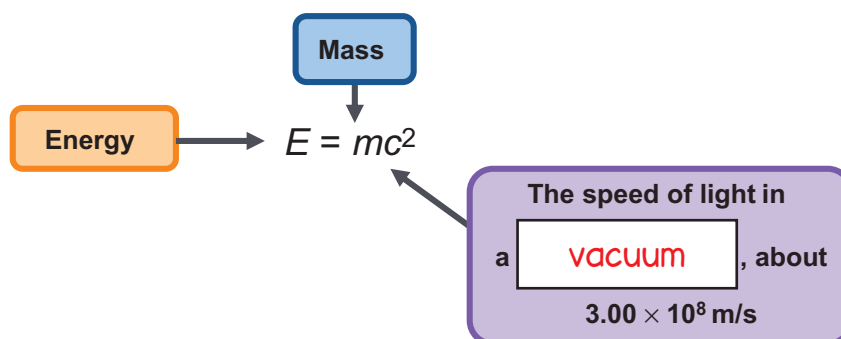 Mass
Energy
E = mc²
The speed of light in
a vacuum, about
3.00 × 10⁸ m/s